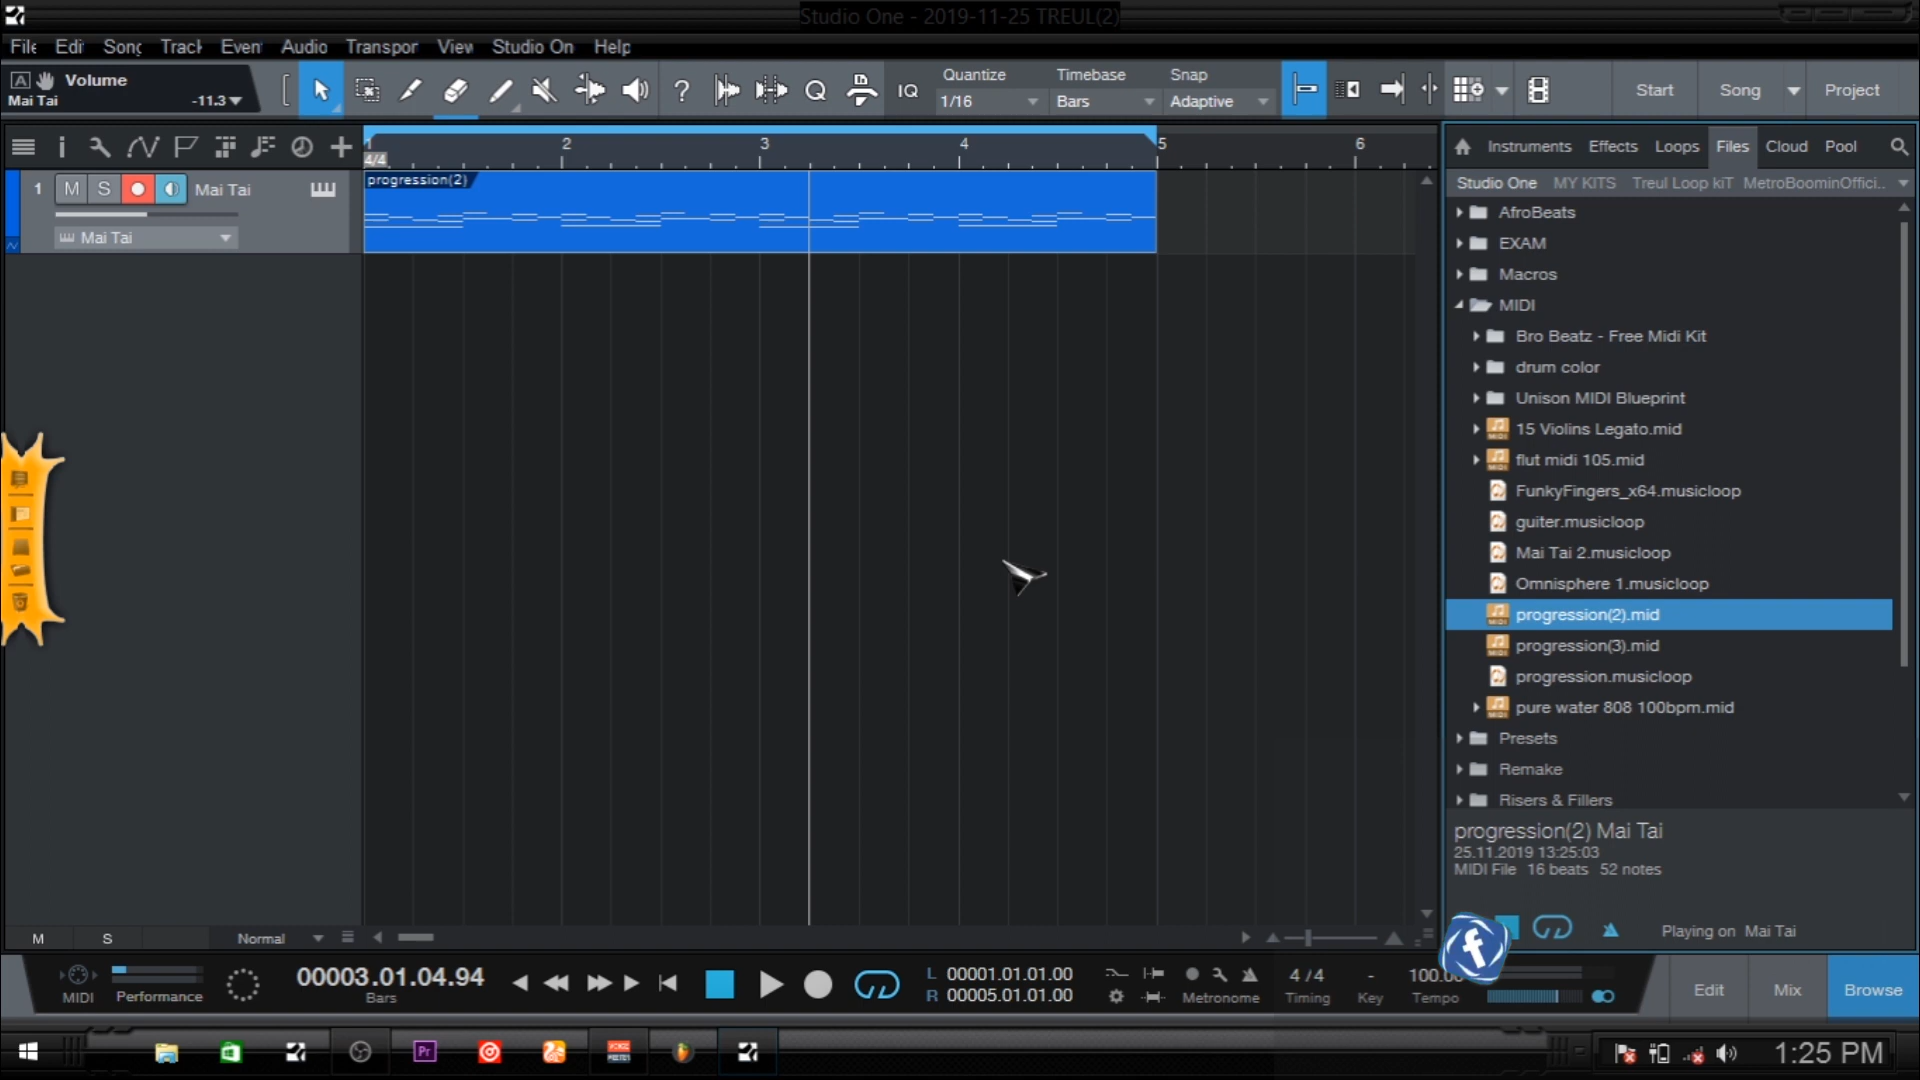 Studio One - 2019-11-25 TREUL(2)
File Edi Song Track Even Audio Transpor View Studio On Help
A Volume
Mai Tai -11.3
? Q IQ
Quantize Timebase Snap
1/16 Bars Adaptive
Start Song Project
1 2 3 4 5 6
4/4
Instruments Effects Loops Files Cloud Pool
Studio One MY KITS Treul Loop kiT MetroBoominOffici..
1 M S Mai Tai
Mai Tai
progression(2)
AfroBeats
EXAM
Macros
MIDI
Bro Beatz - Free Midi Kit
drum color
Unison MIDI Blueprint
15 Violins Legato.mid
flut midi 105.mid
FunkyFingers_x64.musicloop
guiter.musicloop
Mai Tai 2.musicloop
Omnisphere 1.musicloop
progression(2).mid
progression(3).mid
progression.musicloop
pure water 808 100bpm.mid
Presets
Remake
Risers & Fillers
progression(2) Mai Tai
25.11.2019 13:25:03
MIDI File 16 beats 52 notes
Playing on Mai Tai
M S Normal
MIDI Performance
00003.01.04.94
Bars
L 00001.01.01.00
R 00005.01.01.00
Metronome
4 / 4
Timing
-
Key
100.00
Tempo
Edit Mix Browse
Pr
1:25 PM